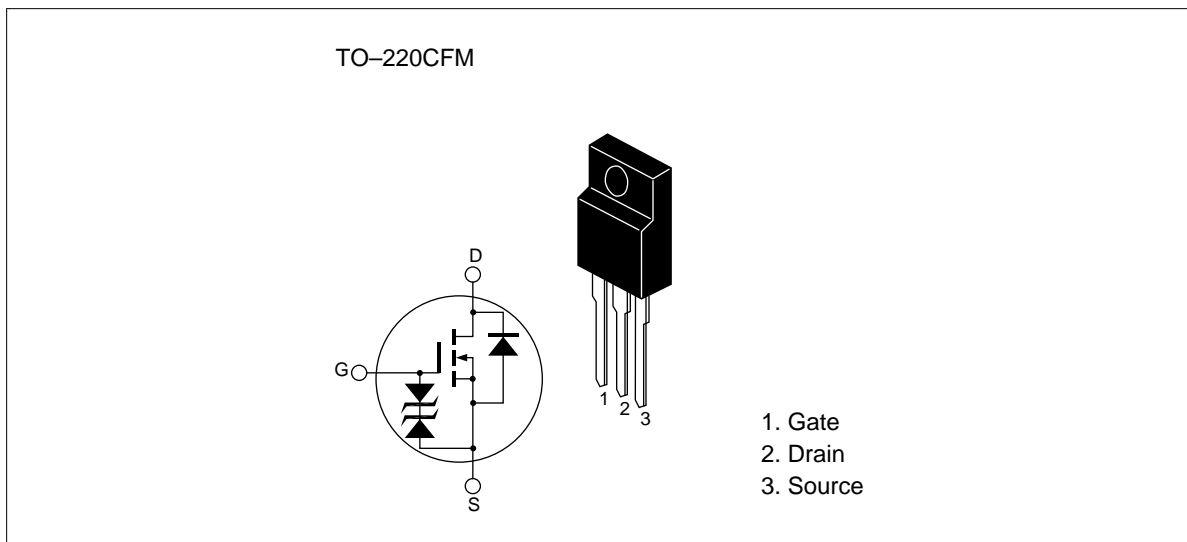 TO–220CFM
D
G
S
1
2
3
1. Gate
2. Drain
3. Source